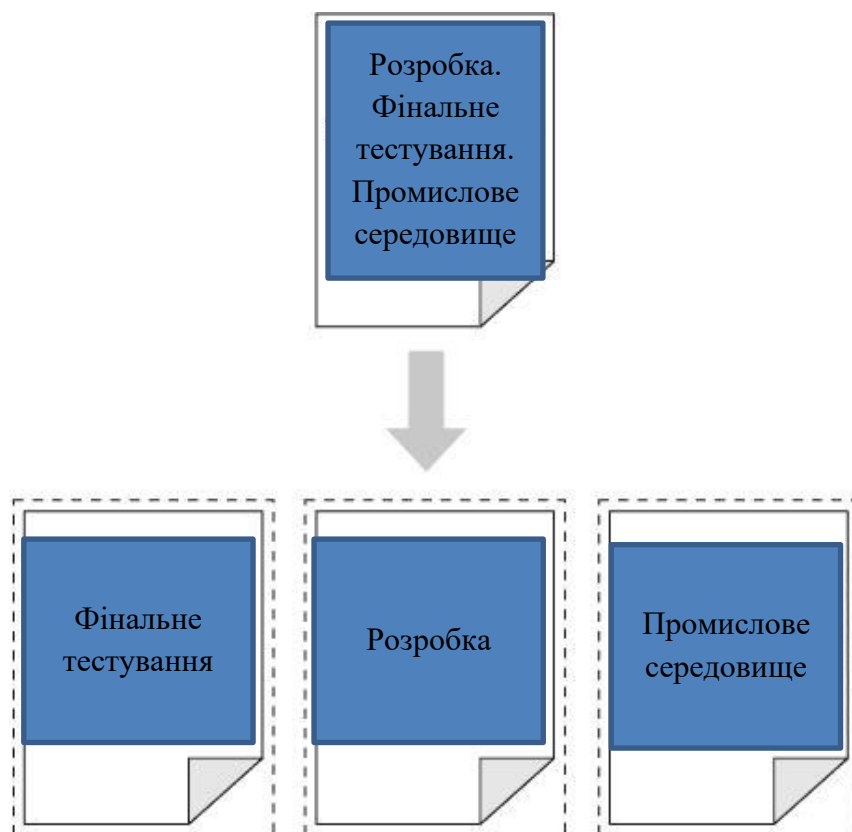 Розробка.
Фінальне
тестування.
Промислове
середовище
Фінальне
тестування
Розробка
Промислове
середовище